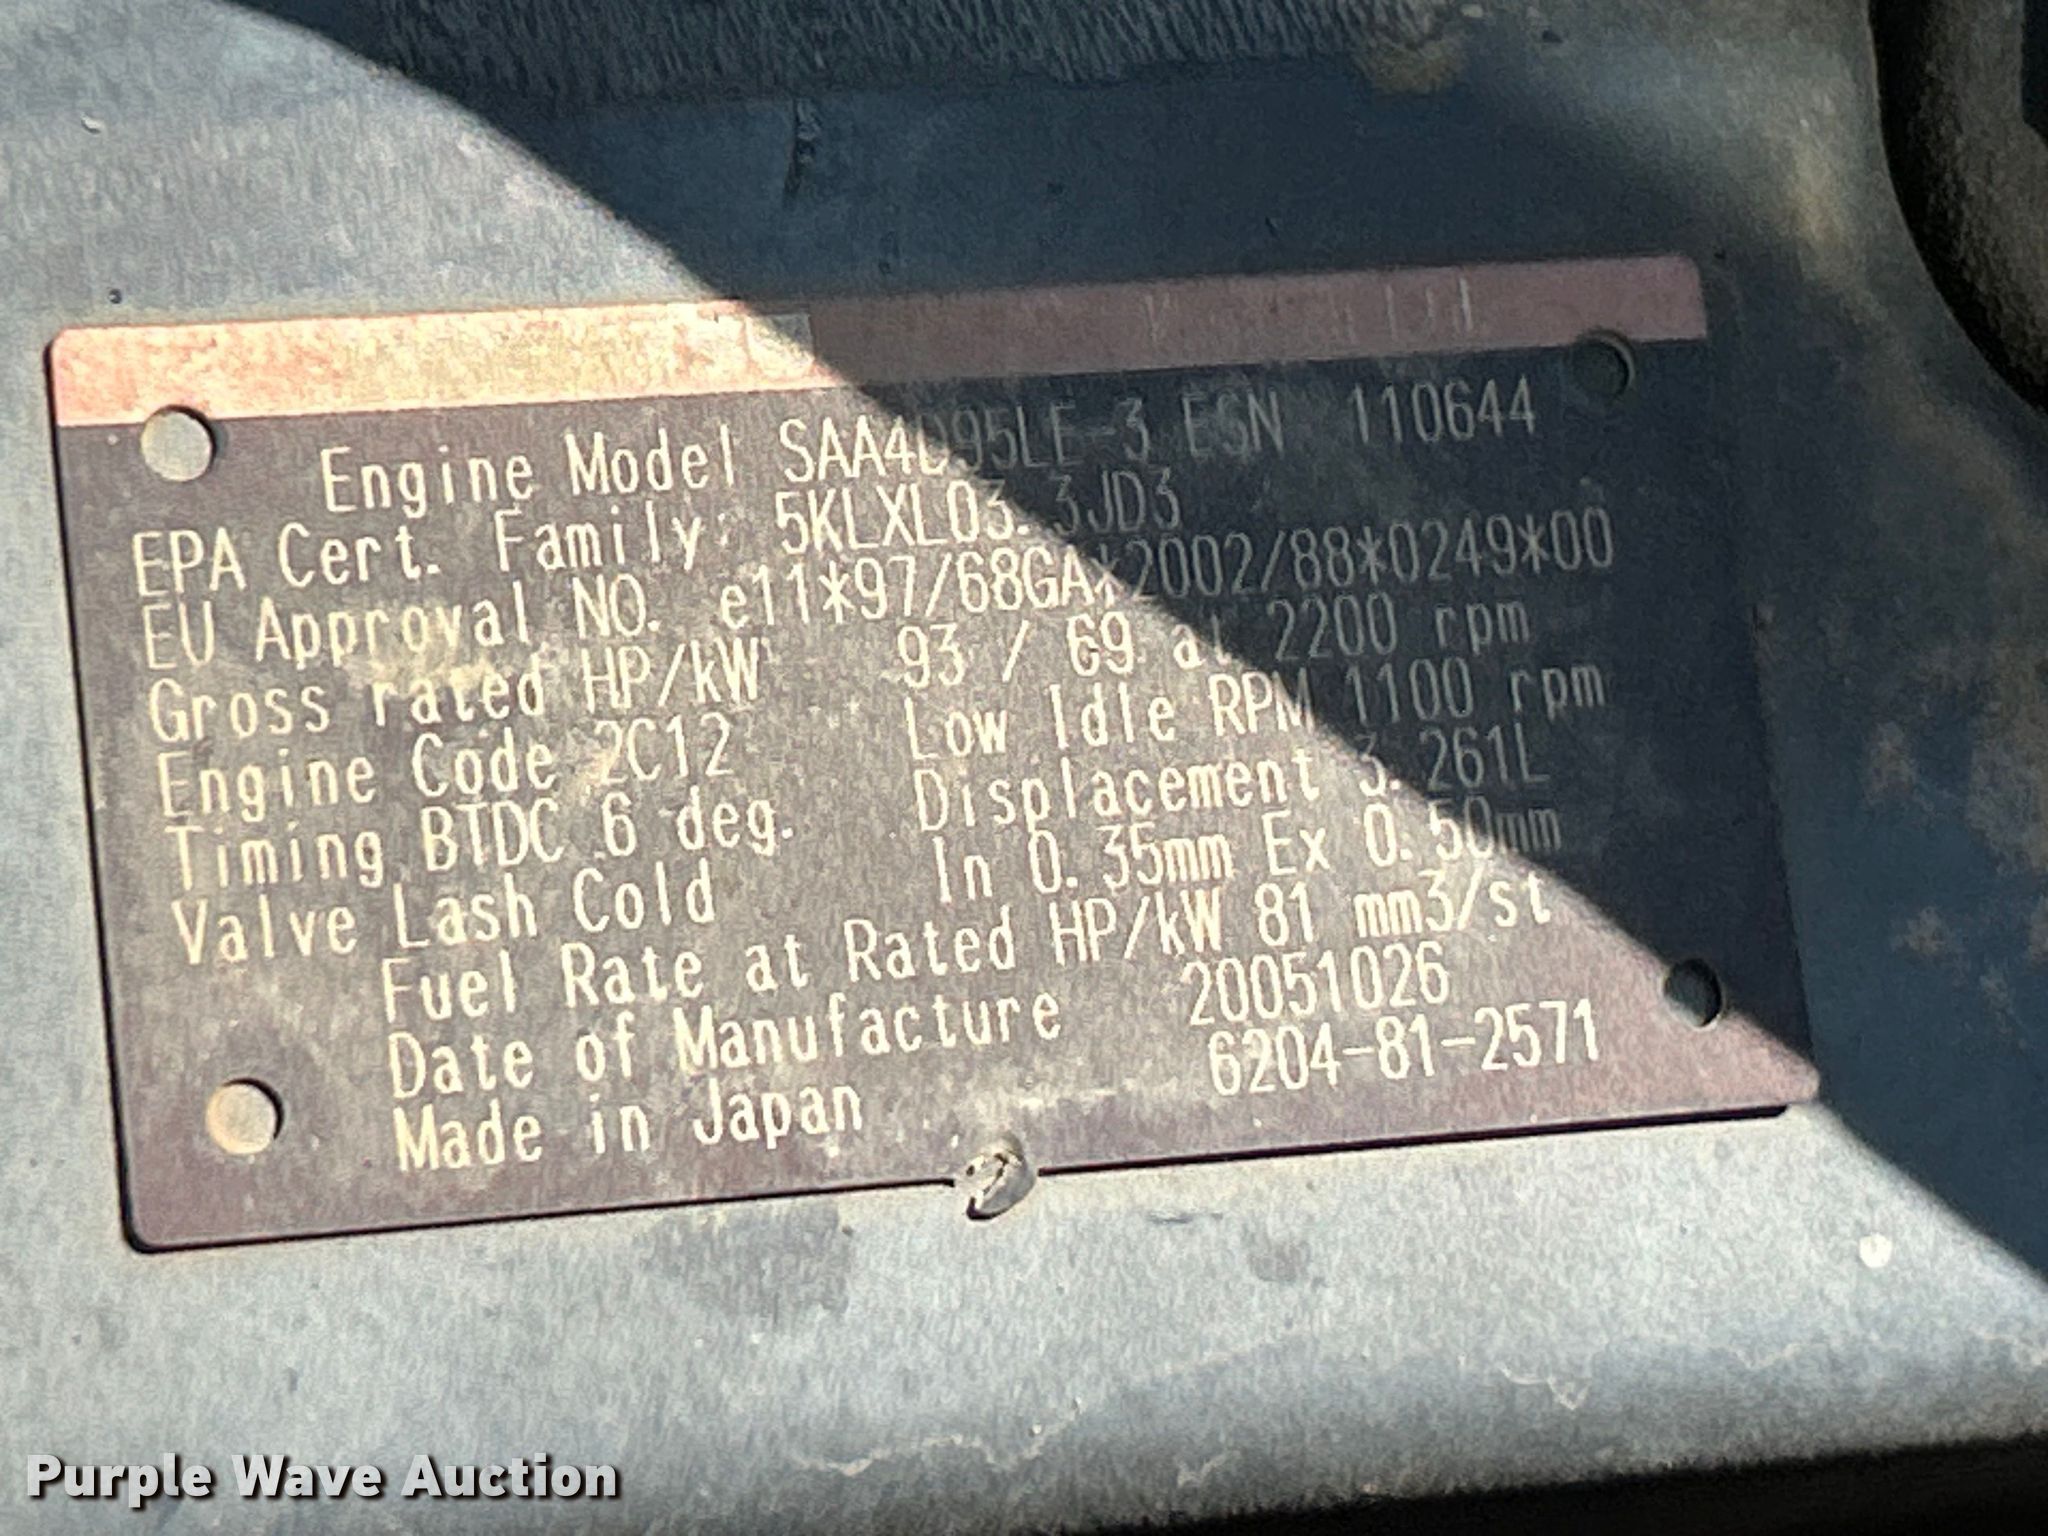 Engine Model SAA4D95LE-3 ESN 110644
EPA Cert. Family: 5KLXL03.3JD3
EU Approval NO. e11*97/68GA*2002/88*0249*00
Gross rated HP/kW 93 / 69 at 2200 rpm
Engine Code 2C12 Low Idle RPM 1100 rpm
Timing BTDC 6 deg. Displacement 3.261L
Valve Lash Cold In 0.35mm Ex 0.50mm
Fuel Rate at Rated HP/kW 81 mm3/st
Date of Manufacture 20051026
Made in Japan 6204-81-2571
Purple Wave Auction